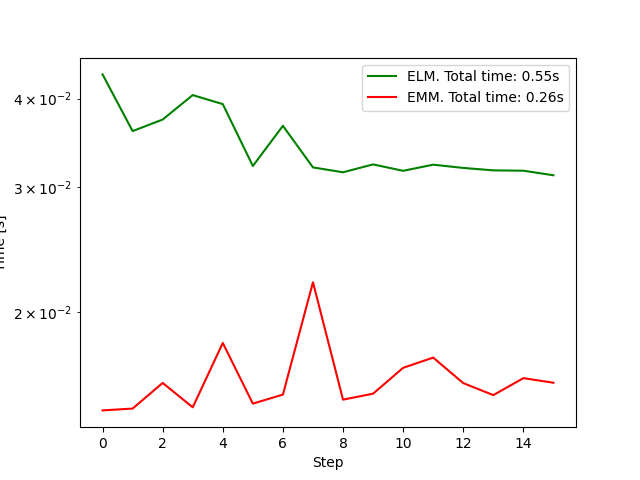 ELM. Total time: 0.55s
EMM. Total time: 0.26s
4 × 10⁻²
3 × 10⁻²
2 × 10⁻²
[s]
0 2 4 6 8 10 12 14
Step